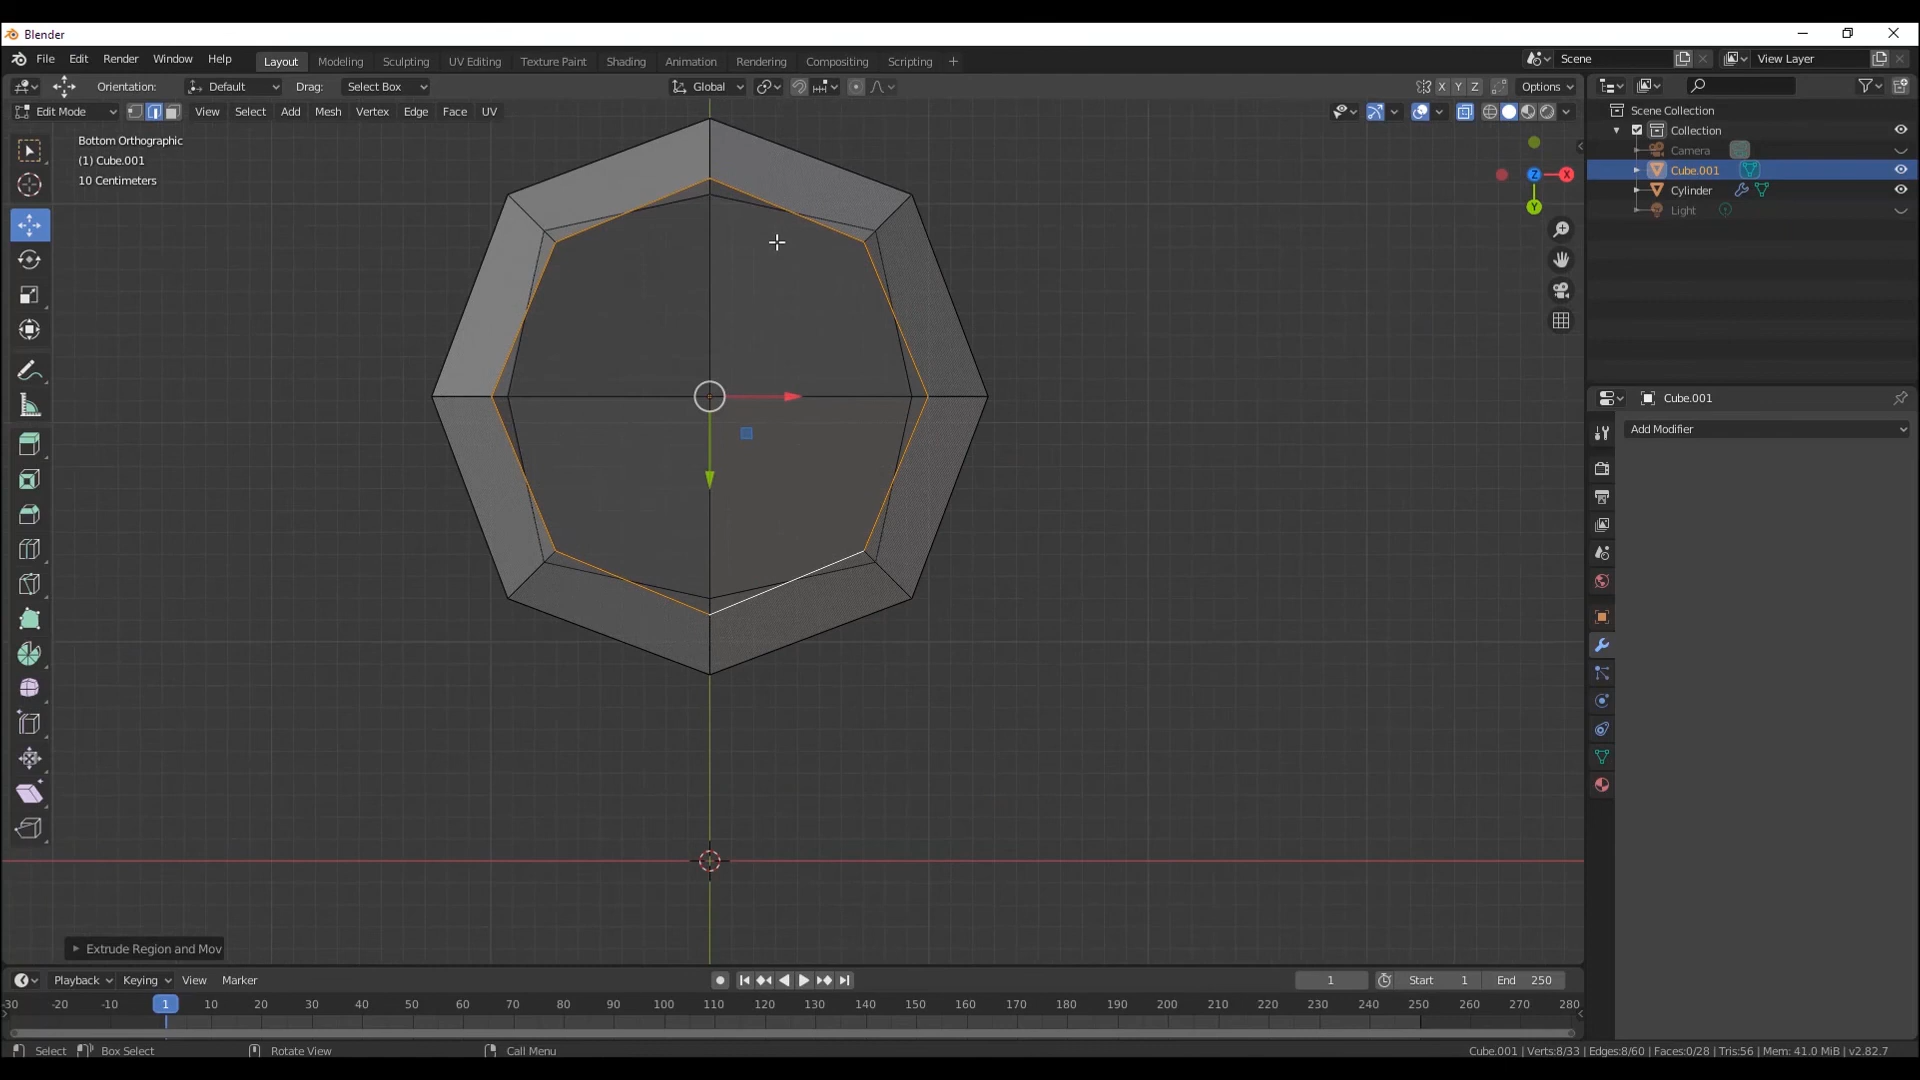 Blender
File Edit Render Window Help Layout Modeling Sculpting UV Editing Texture Paint Shading Animation Rendering Compositing Scripting + Scene View Layer
Orientation: Default Drag: Select Box Global X Y Z Options
Edit Mode View Select Add Mesh Vertex Edge Face UV
Bottom Orthographic
(1) Cube.001
10 Centimeters
Z X
Y
Scene Collection
Collection
Camera
Cube.001
Cylinder
Light
Cube.001
Add Modifier
Extrude Region and Mov
Playback Keying View Marker 1 Start 1 End 250
-30 -10 1 10 20 30 40 50 60 70 80 90 100 110 120 130 140 150 160 170 180 190 200 210 220 230 240 250 260 270 280
Select Box Select Rotate View Call Menu Cube.001 | Verts:8/33 | Edges:8/60 | Faces:0/28 | Tris:56 | Mem: 41.0 MiB | v2.82.7